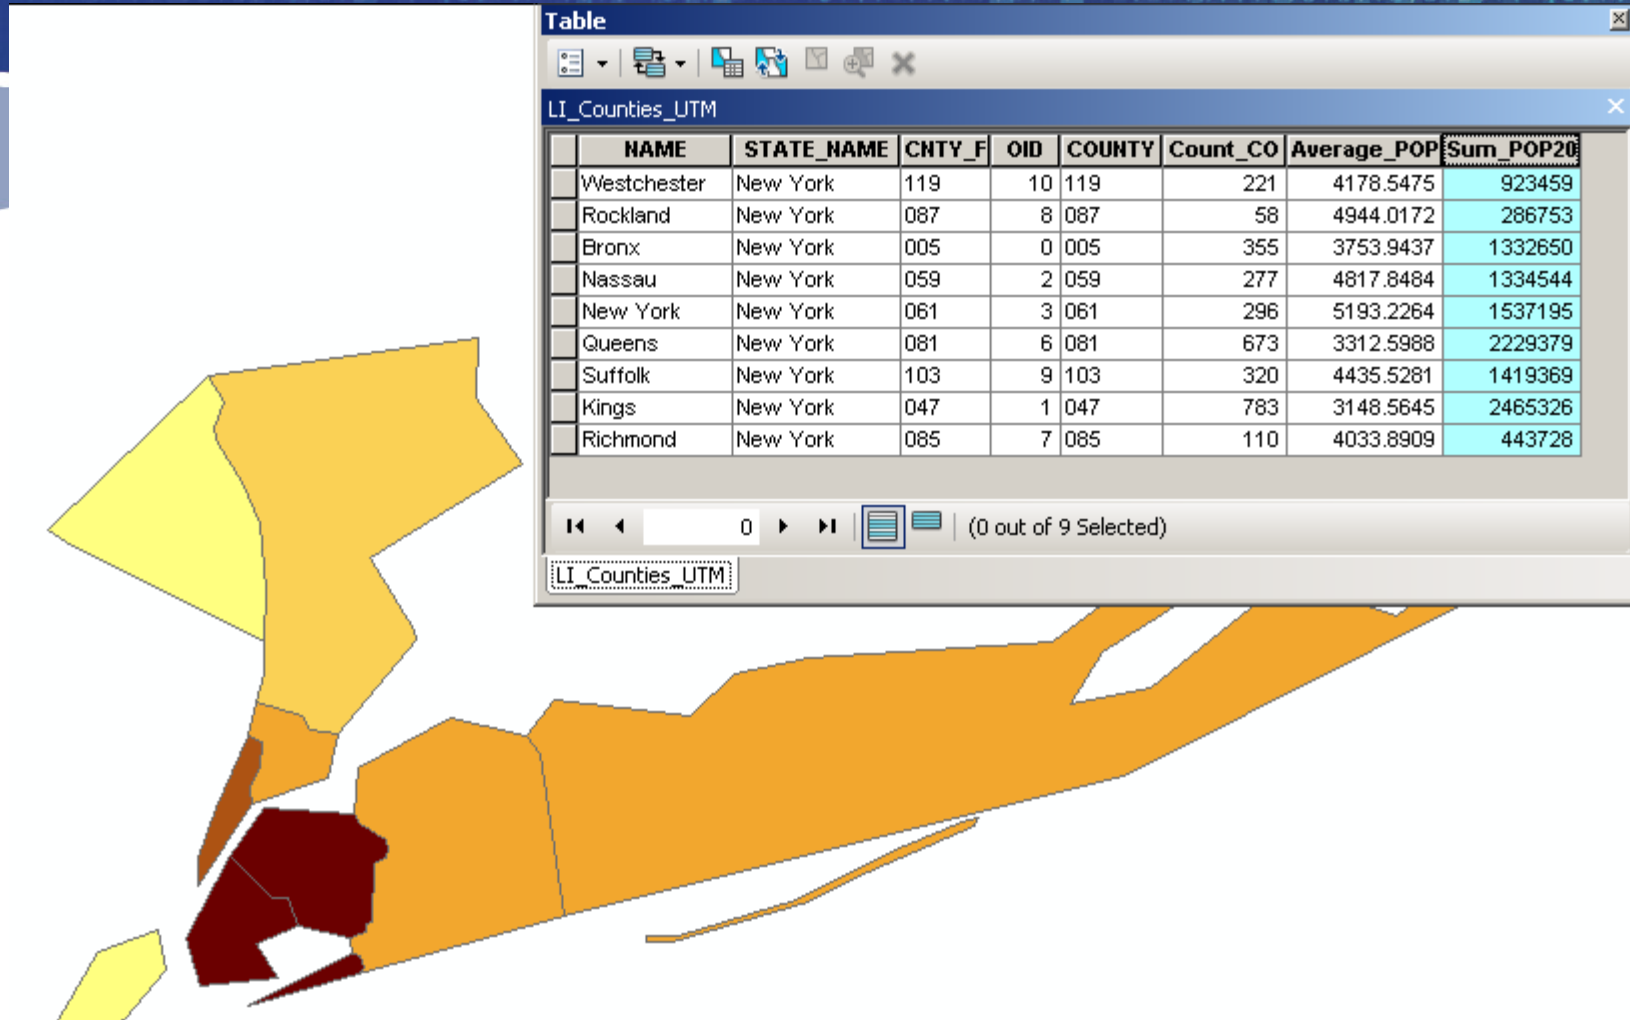 Table
LI_Counties_UTM
NAME STATE_NAME CNTY_F OID COUNTY Count_CO Average_POP Sum_POP20
Westchester New York 119 10 119 221 4178.5475 923459
Rockland New York 087 8 087 58 4944.0172 286753
Bronx New York 005 0 005 355 3753.9437 1332650
Nassau New York 059 2 059 277 4817.8484 1334544
New York New York 061 3 061 296 5193.2264 1537195
Queens New York 081 6 081 673 3312.5988 2229379
Suffolk New York 103 9 103 320 4435.5281 1419369
Kings New York 047 1 047 783 3148.5645 2465326
Richmond New York 085 7 085 110 4033.8909 443728
0 (0 out of 9 Selected)
LI_Counties_UTM